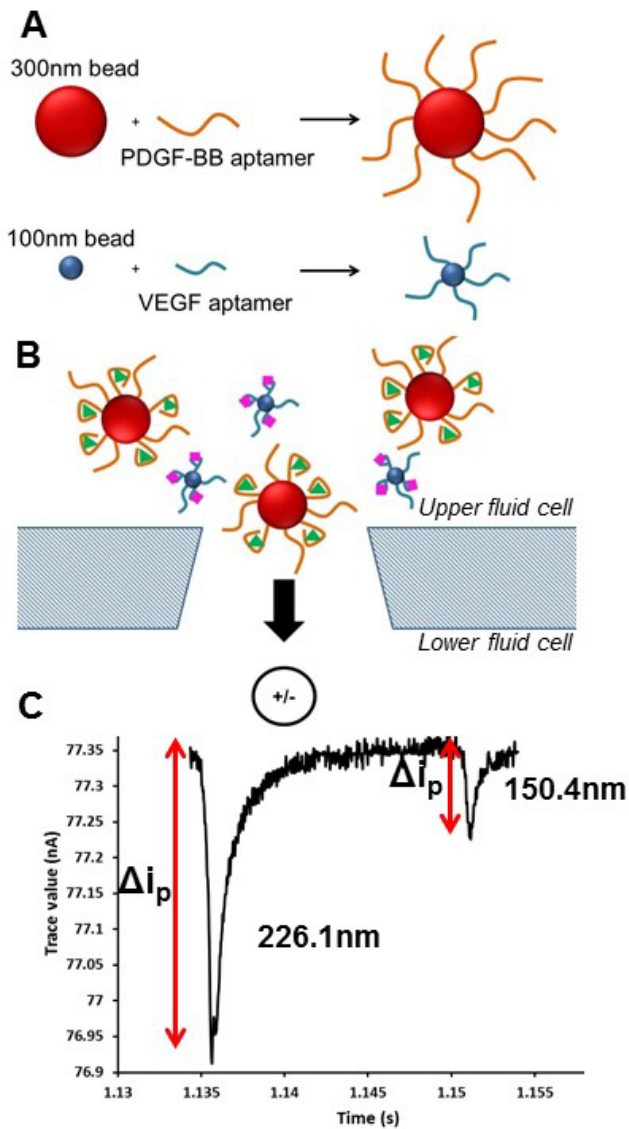 A
300nm bead
+
PDGF-BB aptamer
100nm bead
+
VEGF aptamer
B
Upper fluid cell
Lower fluid cell
+/-
C
77.35
77.3
77.25
77.2
77.15
77.1
77.05
77
76.95
76.9
Trace value (nA)
Δip
226.1nm
Δip
150.4nm
1.13 1.135 1.14 1.145 1.15 1.155
Time (s)